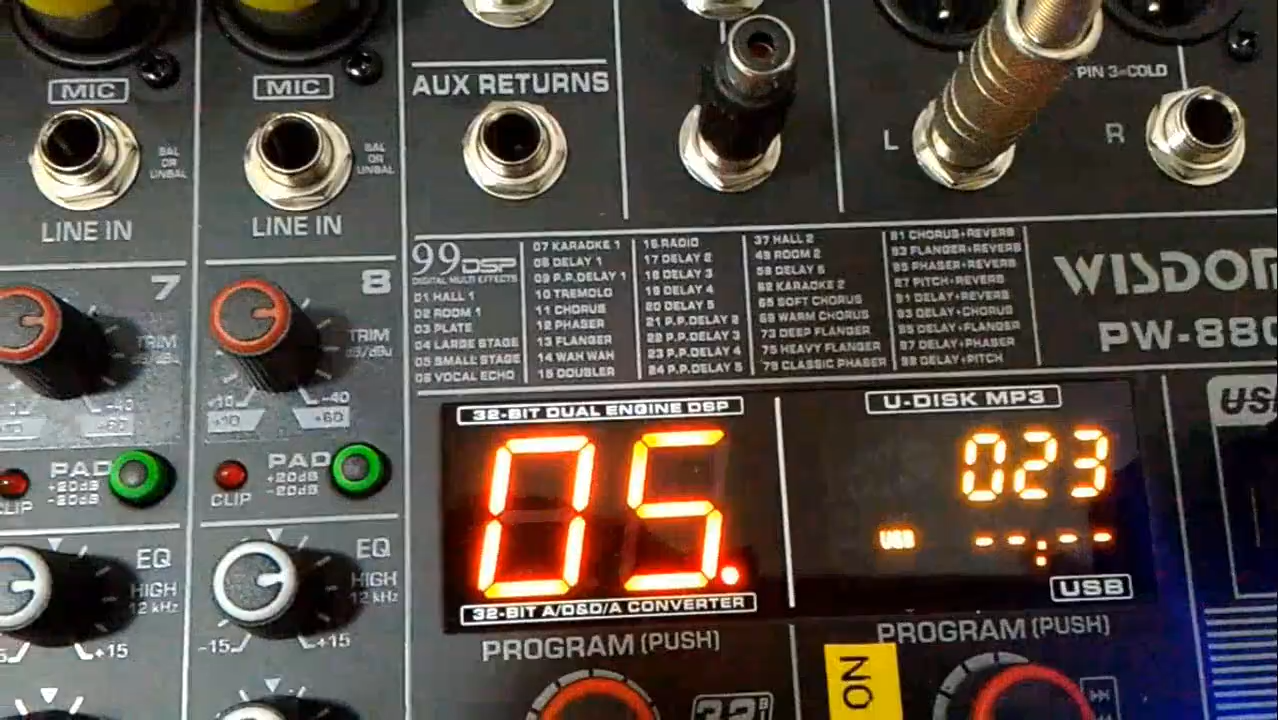 MIC
MIC
AUX RETURNS
PIN 3=COLD
L
R
BAL
OR
UNBAL
BAL
OR
UNBAL
LINE IN
LINE IN
99 DSP
DIGITAL MULTI EFFECTS
01 HALL 1
02 ROOM 1
03 PLATE
04 LARGE STAGE
05 SMALL STAGE
06 VOCAL ECHO
07 KARAOKE 1
08 DELAY 1
09 P.P.DELAY 1
10 TREMOLO
11 CHORUS
12 PHASER
13 FLANGER
14 WAH WAH
15 DOUBLER
16 RADIO
17 DELAY 2
18 DELAY 3
19 DELAY 4
20 DELAY 5
21 P.P.DELAY 2
22 P.P.DELAY 3
23 P.P.DELAY 4
24 P.P.DELAY 5
37 HALL 2
49 ROOM 2
58 DELAY 6
62 KARAOKE 2
65 SOFT CHORUS
69 WARM CHORUS
73 DEEP FLANGER
75 HEAVY FLANGER
79 CLASSIC PHASER
81 CHORUS+REVERB
83 FLANGER+REVERB
85 PHASER+REVERB
87 PITCH+REVERB
91 DELAY+REVERB
93 DELAY+CHORUS
95 DELAY+FLANGER
97 DELAY+PHASER
98 DELAY+PITCH
WISDOM
PW-880
7
8
TRIM
dB/dBu
TRIM
dB/dBu
-40
+60
+10
-40
+10
+60
PAD
+20dB
-20dB
CLIP
PAD
+20dB
-20dB
CLIP
32-BIT DUAL ENGINE DSP
05.
32-BIT A/D&D/A CONVERTER
U-DISK MP3
023
USB
--:--
USB
USB
EQ
HIGH
12 kHz
+15
EQ
HIGH
12 kHz
-15
+15
PROGRAM (PUSH)
PROGRAM (PUSH)
ON
32 BI